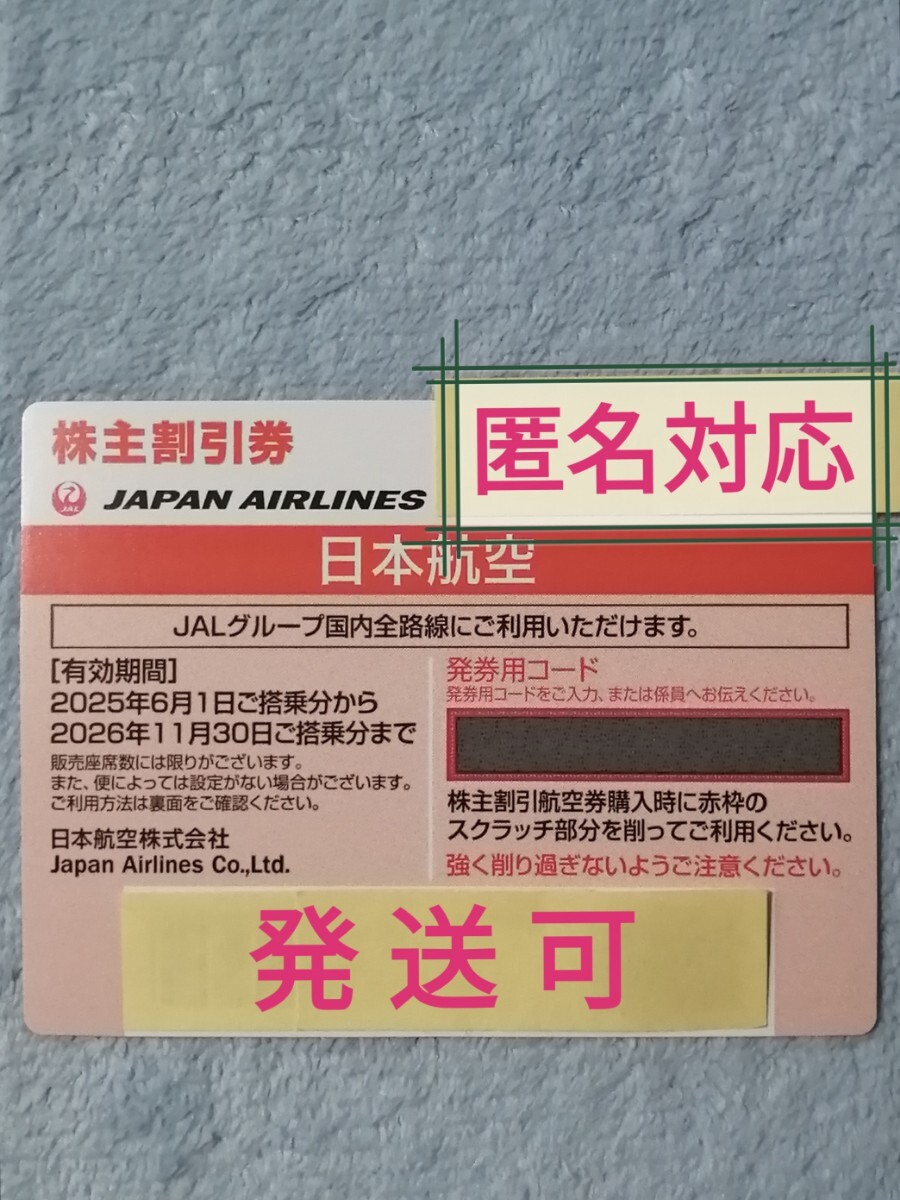 株主割引券
匿名対応
JAL
JAPAN AIRLINES
日本航空
JALグループ国内全路線にご利用いただけます。
[有効期間]
2025年6月1日ご搭乗分から
2026年11月30日ご搭乗分まで
販売座席数には限りがございます。
また、便によっては設定がない場合がございます。
ご利用方法は裏面をご確認ください。
日本航空株式会社
Japan Airlines Co.,Ltd.
発券用コード
発券用コードをご入力、または係員へお伝えください。
株主割引航空券購入時に赤枠の
スクラッチ部分を削ってご利用ください。
強く削り過ぎないようご注意ください。
発送可